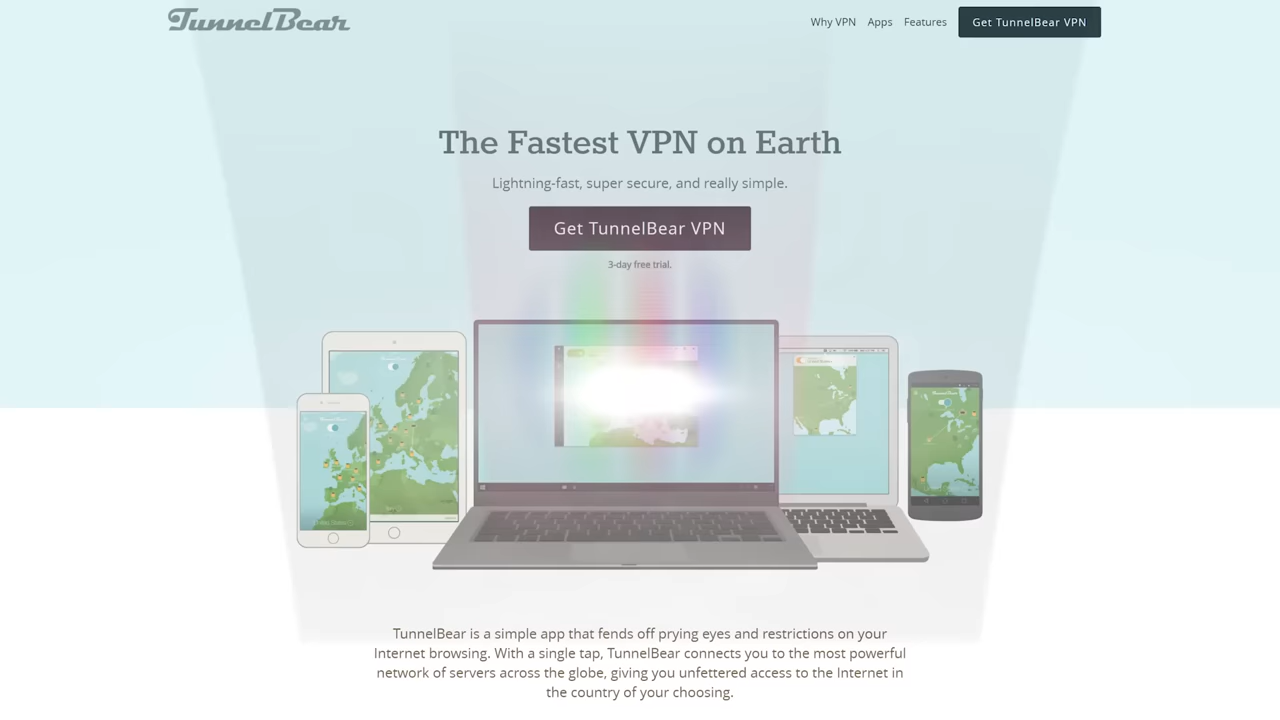 TunnelBear
Why VPN Apps Features Get TunnelBear VPN
The Fastest VPN on Earth
Lightning-fast, super secure, and really simple.
Get TunnelBear VPN
3-day free trial.
TunnelBear is a simple app that fends off prying eyes and restrictions on your
Internet browsing. With a single tap, TunnelBear connects you to the most powerful
network of servers across the globe, giving you unfettered access to the Internet in
the country of your choosing.